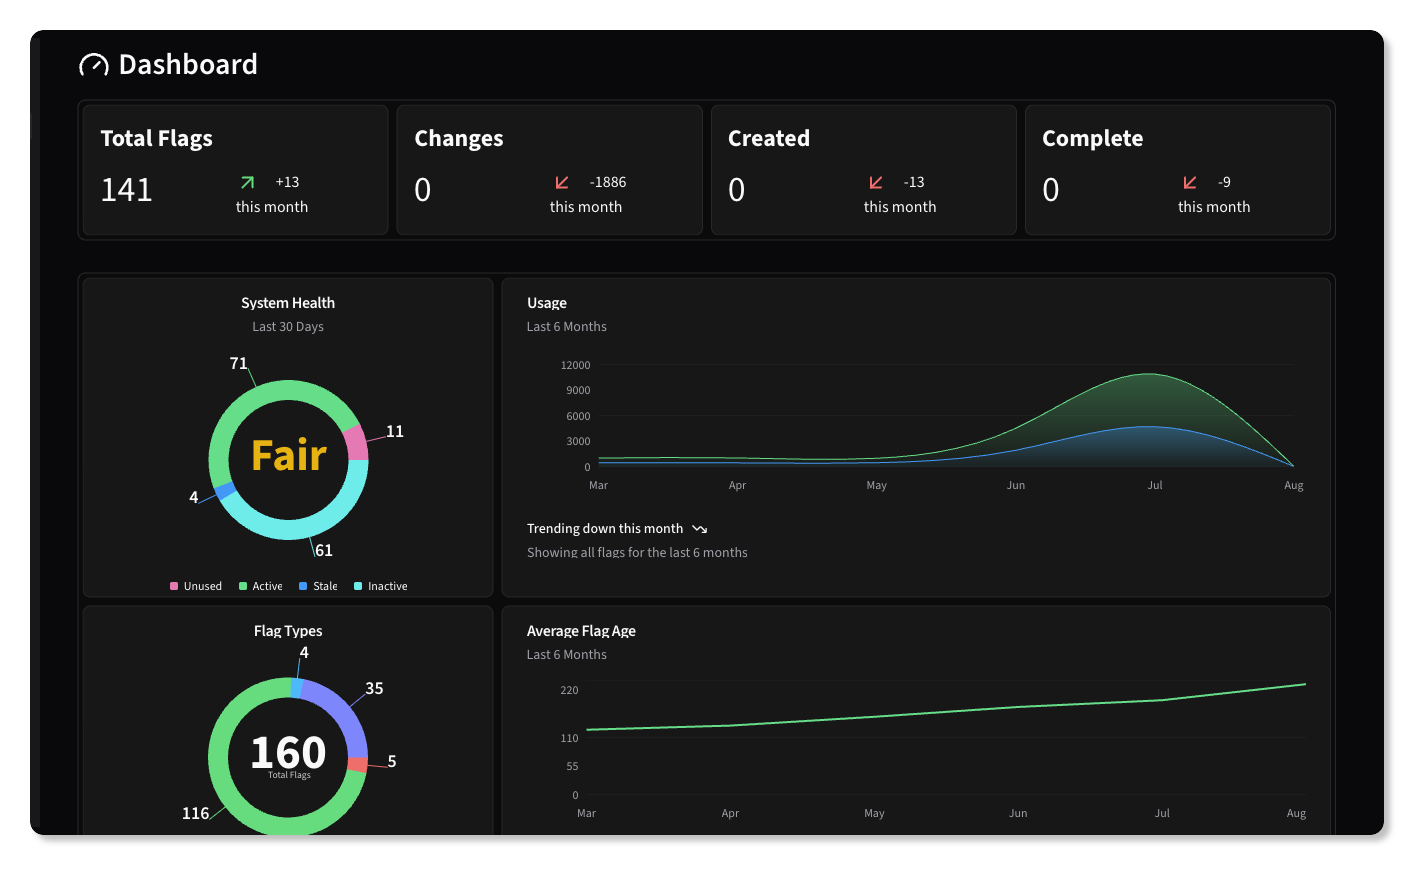 Dashboard
Total Flags
141
+13
this month
Changes
0
-1886
this month
Created
0
-13
this month
Complete
0
-9
this month
System Health
Last 30 Days
71
11
Fair
4
61
Unused Active Stale Inactive
Usage
Last 6 Months
12000
9000
6000
3000
0
Mar Apr May Jun Jul Aug
Trending down this month
Showing all flags for the last 6 months
Flag Types
4
35
160
Total Flags
5
116
Average Flag Age
Last 6 Months
220
110
55
0
Mar Apr May Jun Jul Aug